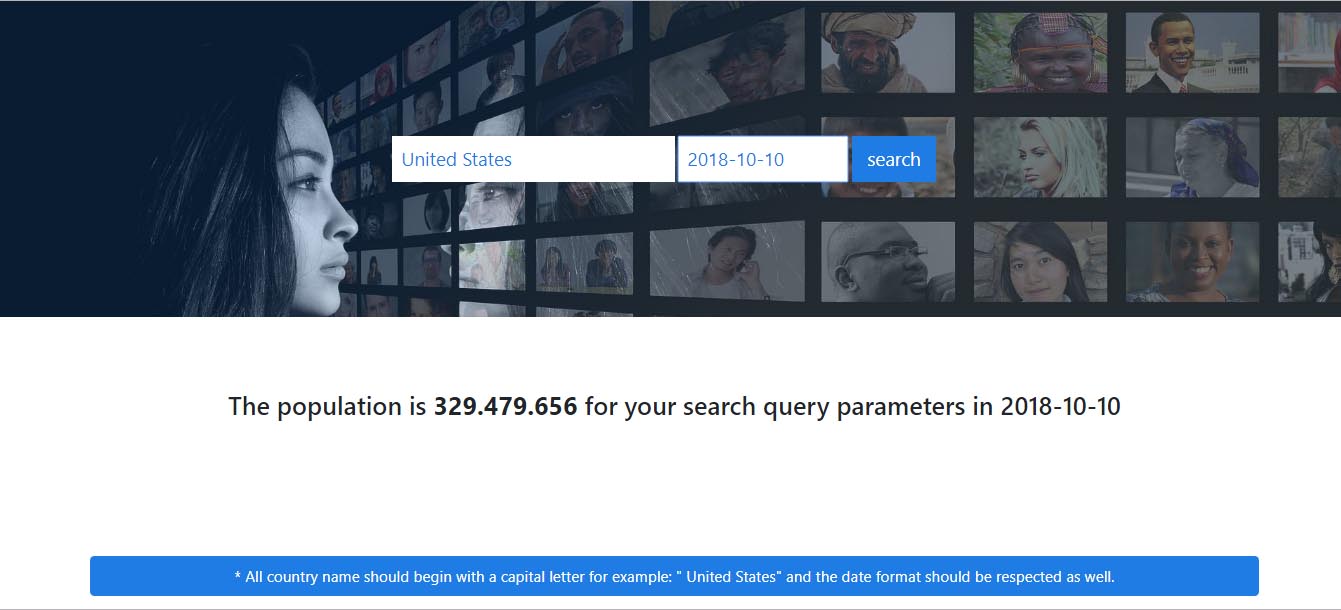 United States 2018-10-10 search
The population is 329.479.656 for your search query parameters in 2018-10-10
* All country name should begin with a capital letter for example: " United States" and the date format should be respected as well.